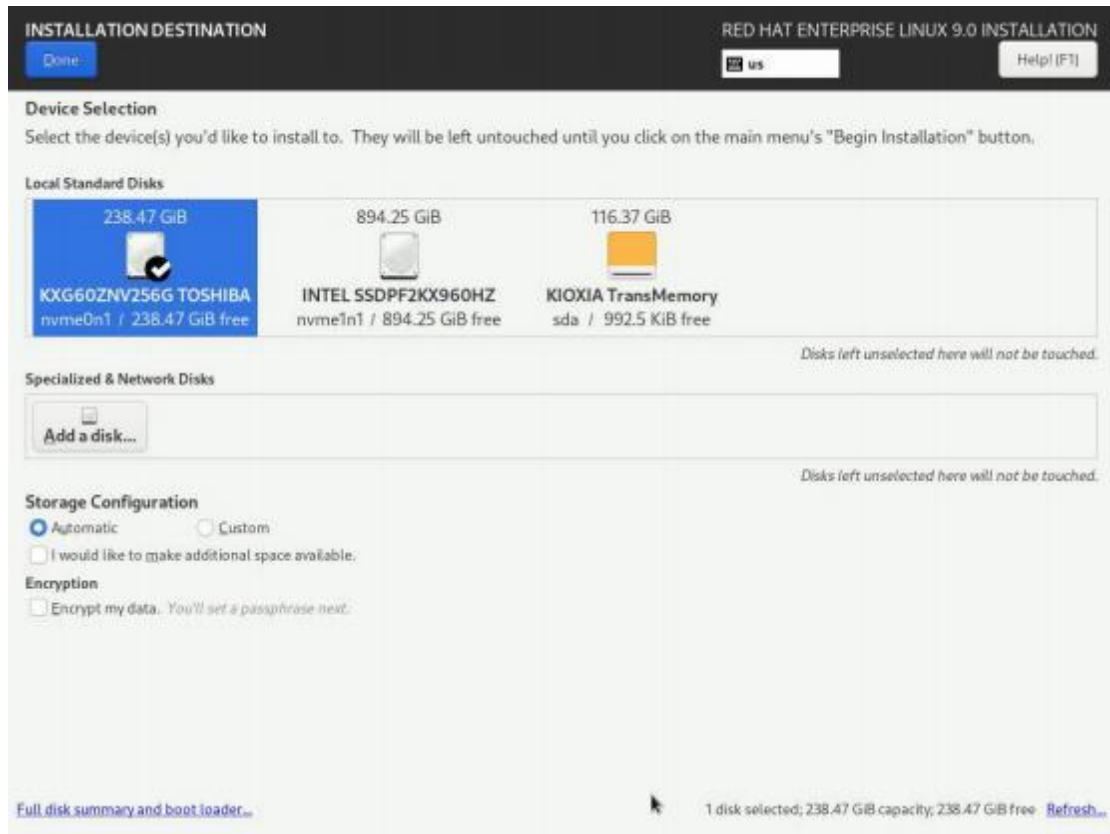 INSTALLATION DESTINATION
RED HAT ENTERPRISE LINUX 9.0 INSTALLATION
Done
us
Help! (F1)
Device Selection
Select the device(s) you'd like to install to. They will be left untouched until you click on the main menu's "Begin Installation" button.
Local Standard Disks
238.47 GiB
KXG60ZNV256G TOSHIBA
nvme0n1 / 238.47 GiB free
894.25 GiB
INTEL SSDPF2KX960HZ
nvme1n1 / 894.25 GiB free
116.37 GiB
KIOXIA TransMemory
sda / 992.5 KiB free
Disks left unselected here will not be touched.
Specialized & Network Disks
Add a disk...
Disks left unselected here will not be touched.
Storage Configuration
Automatic
Custom
I would like to make additional space available.
Encryption
Encrypt my data. You'll set a passphrase next.
Full disk summary and boot loader...
1 disk selected; 238.47 GiB capacity; 238.47 GiB free Refresh...